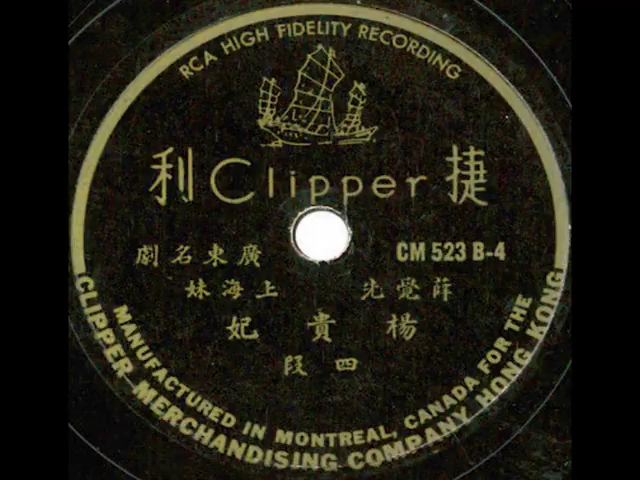 RCA HIGH FIDELITY RECORDING
捷 Clipper 利
廣東名劇
CM 523 B-4
薛覺先 上海妹
楊貴妃
四段
MANUFACTURED IN MONTREAL, CANADA FOR THE
CLIPPER MERCHANDISING COMPANY HONG KONG